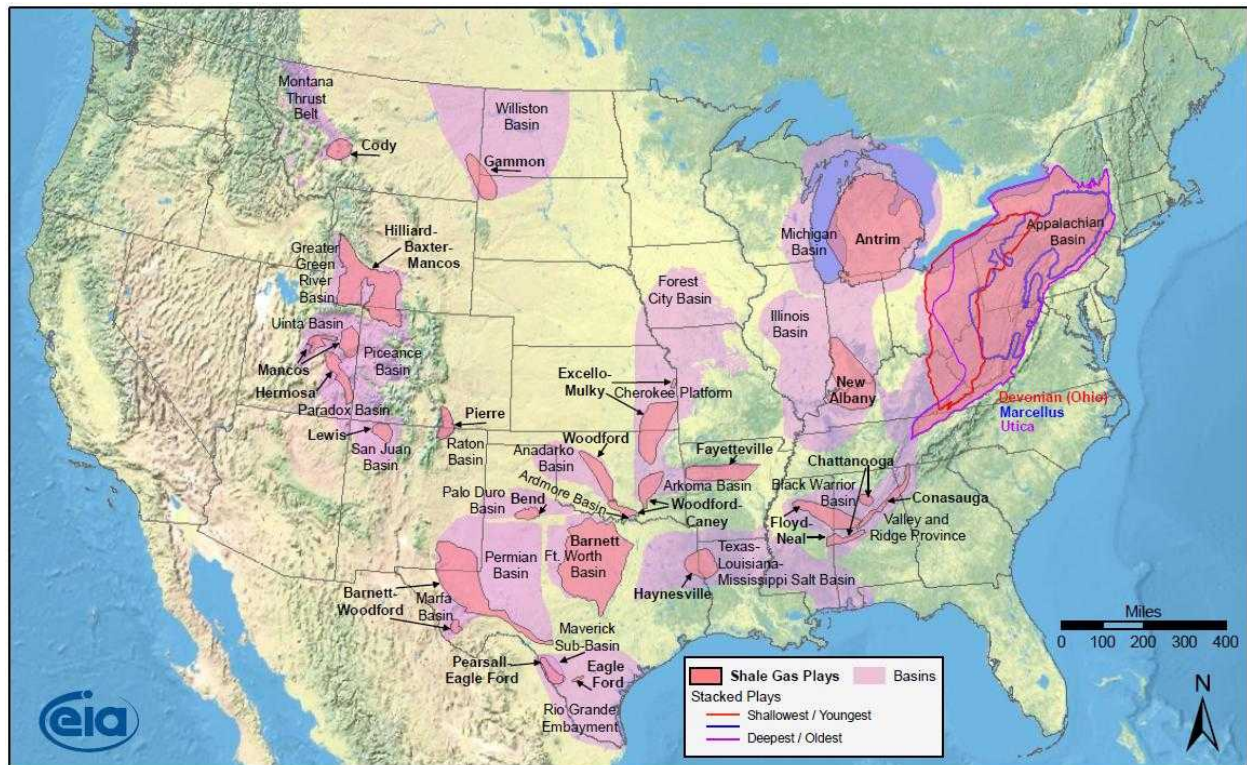 Montana
Thrust
Belt
Cody
Williston
Basin
Gammon
Hilliard-
Baxter-
Mancos
Greater
Green
River
Basin
Uinta Basin
Mancos
Piceance
Basin
Hermosa
Paradox Basin
Lewis
San Juan
Basin
Pierre
Raton
Basin
Michigan
Basin
Antrim
Appalachian
Basin
Forest
City Basin
Illinois
Basin
Excello-
Mulky
Cherokee Platform
New
Albany
Devonian (Ohio)
Marcellus
Utica
Woodford
Anadarko
Basin
Fayetteville
Arkoma Basin
Ardmore Basin
Woodford-
Caney
Palo Duro
Basin
Bend
Chattanooga
Black Warrior
Basin
Conasauga
Floyd-
Neal
Valley and
Ridge Province
Permian
Basin
Ft. Worth
Basin
Barnett
Texas-
Louisiana-
Mississippi Salt Basin
Haynesville
Barnett-
Woodford
Marfa
Basin
Maverick
Sub-Basin
Pearsall-
Eagle Ford
Eagle
Ford
Rio Grande
Embayment
Miles
0 100 200 300 400
Shale Gas Plays
Basins
Stacked Plays
Shallowest / Youngest
Deepest / Oldest
N
eia